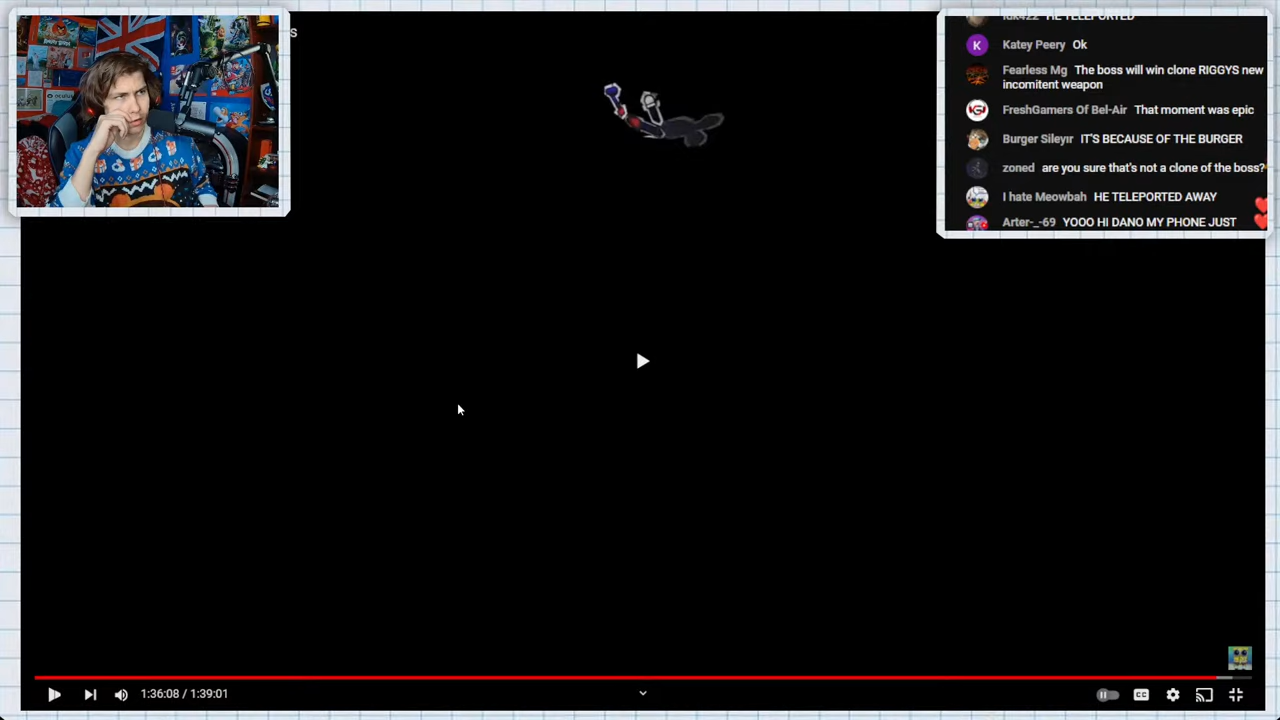 S
HE TELEPORTED
Katey Peery Ok
Fearless Mg The boss will win clone RIGGYS new
incomitent weapon
FreshGamers Of Bel-Air That moment was epic
Burger Sileyır IT'S BECAUSE OF THE BURGER
zoned are you sure that's not a clone of the boss?
I hate Meowbah HE TELEPORTED AWAY
Arter-_-69 YOOO HI DANO MY PHONE JUST
1:36:08 / 1:39:01
CC